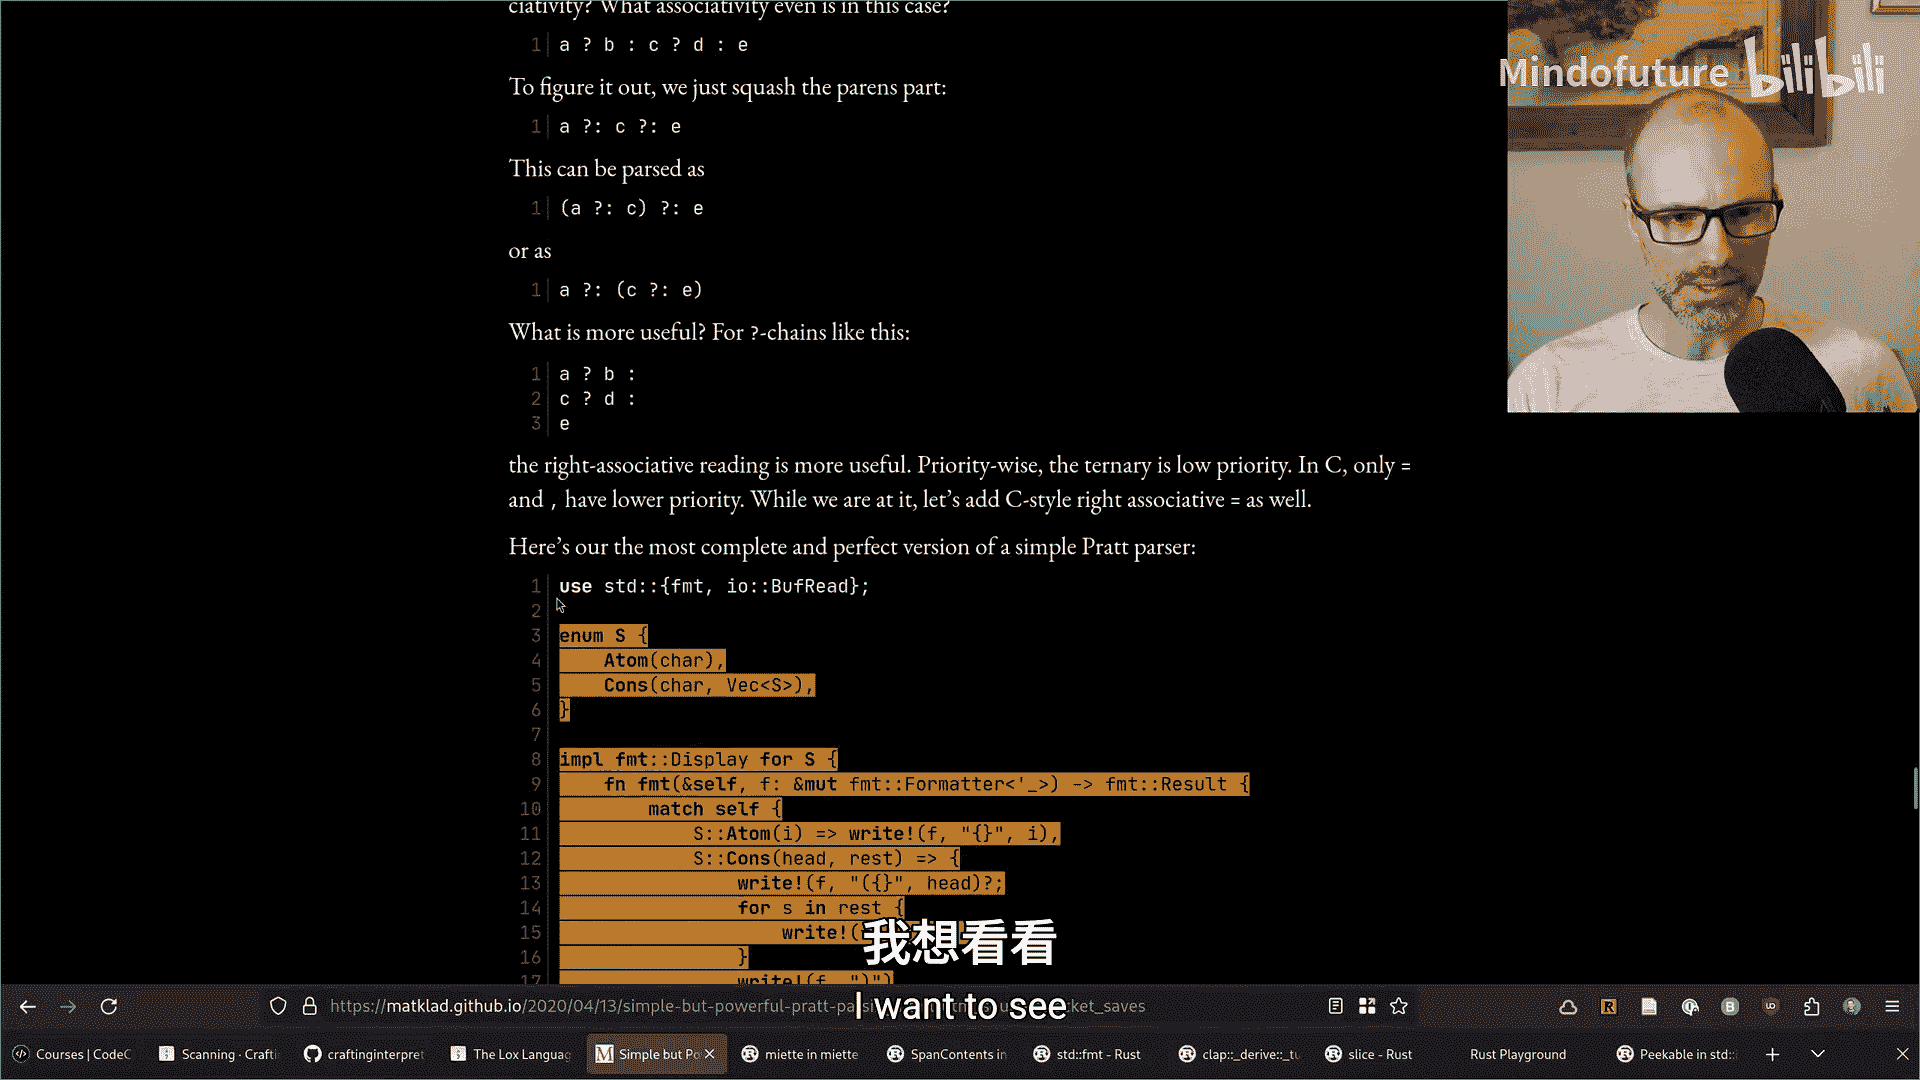 ciativity? What associativity even is in this case?
1 a ? b : c ? d : e
To figure it out, we just squash the parens part:
1 a ?: c ?: e
This can be parsed as
1 (a ?: c) ?: e
or as
1 a ?: (c ?: e)
What is more useful? For ?-chains like this:
1 a ? b :
2 c ? d :
3 e
the right-associative reading is more useful. Priority-wise, the ternary is low priority. In C, only =
and , have lower priority. While we are at it, let's add C-style right associative = as well.
Here's our the most complete and perfect version of a simple Pratt parser:
1 use std::{fmt, io::BufRead};
2
3 enum S {
4 Atom(char),
5 Cons(char, Vec<S>),
6 }
7
8 impl fmt::Display for S {
9 fn fmt(&self, f: &mut fmt::Formatter<'_>) -> fmt::Result {
10 match self {
11 S::Atom(i) => write!(f, "{}", i),
12 S::Cons(head, rest) => {
13 write!(f, "({}", head)?;
14 for s in rest {
15 write!(
16 }
17 write!(f, ")")
Mindofuture bilibili
我想看看
I want to see
https://matklad.github.io/2020/04/13/simple-but-powerful-pratt-pa
cket_saves
Courses | CodeC
Scanning · Crafti
craftinginterpret
The Lox Languag
Simple but Po
miette in miette
SpanContents in
std::fmt - Rust
clap::_derive::_tu
slice - Rust
Rust Playground
Peekable in std::